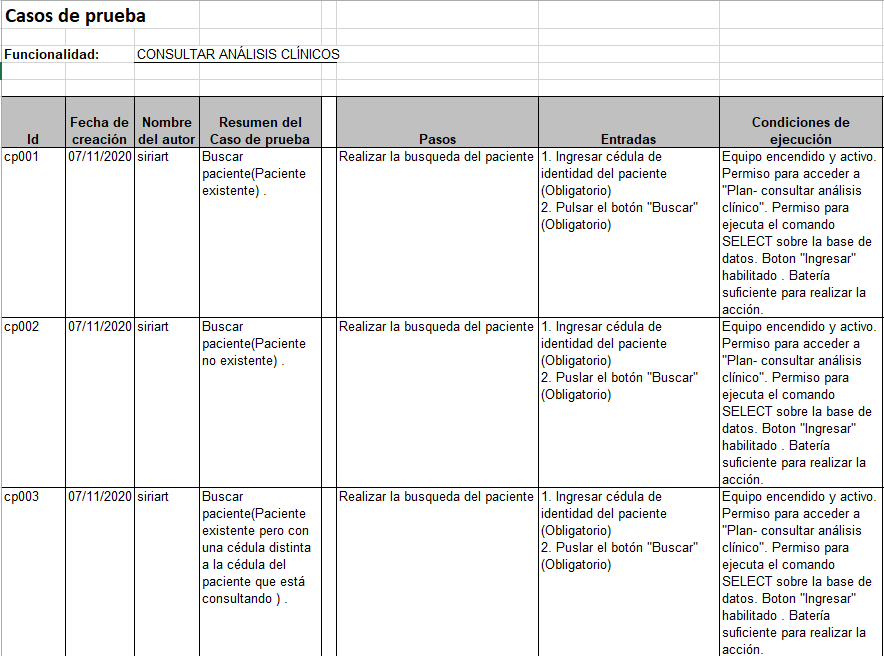 Casos de prueba
Funcionalidad: CONSULTAR ANÁLISIS CLÍNICOS
Id
Fecha de
creación
Nombre
del autor
Resumen del
Caso de prueba
Pasos
Entradas
Condiciones de
ejecución
cp001
07/11/2020
siriart
Buscar
paciente(Paciente
existente) .
Realizar la busqueda del paciente
1. Ingresar cédula de
identidad del paciente
(Obligatorio)
2. Pulsar el botón "Buscar"
(Obligatorio)
Equipo encendido y activo.
Permiso para acceder a
"Plan- consultar análisis
clínico". Permiso para
ejecuta el comando
SELECT sobre la base de
datos. Boton "Ingresar"
habilitado . Batería
suficiente para realizar la
acción.
cp002
07/11/2020
siriart
Buscar
paciente(Paciente
no existente) .
Realizar la busqueda del paciente
1. Ingresar cédula de
identidad del paciente
(Obligatorio)
2. Puslar el botón "Buscar"
(Obligatorio)
Equipo encendido y activo.
Permiso para acceder a
"Plan- consultar análisis
clínico". Permiso para
ejecuta el comando
SELECT sobre la base de
datos. Boton "Ingresar"
habilitado . Batería
suficiente para realizar la
acción.
cp003
07/11/2020
siriart
Buscar
paciente(Paciente
existente pero con
una cédula distinta
a la cédula del
paciente que está
consultando ) .
Realizar la busqueda del paciente
1. Ingresar cédula de
identidad del paciente
(Obligatorio)
2. Puslar el botón "Buscar"
(Obligatorio)
Equipo encendido y activo.
Permiso para acceder a
"Plan- consultar análisis
clínico". Permiso para
ejecuta el comando
SELECT sobre la base de
datos. Boton "Ingresar"
habilitado . Batería
suficiente para realizar la
acción.